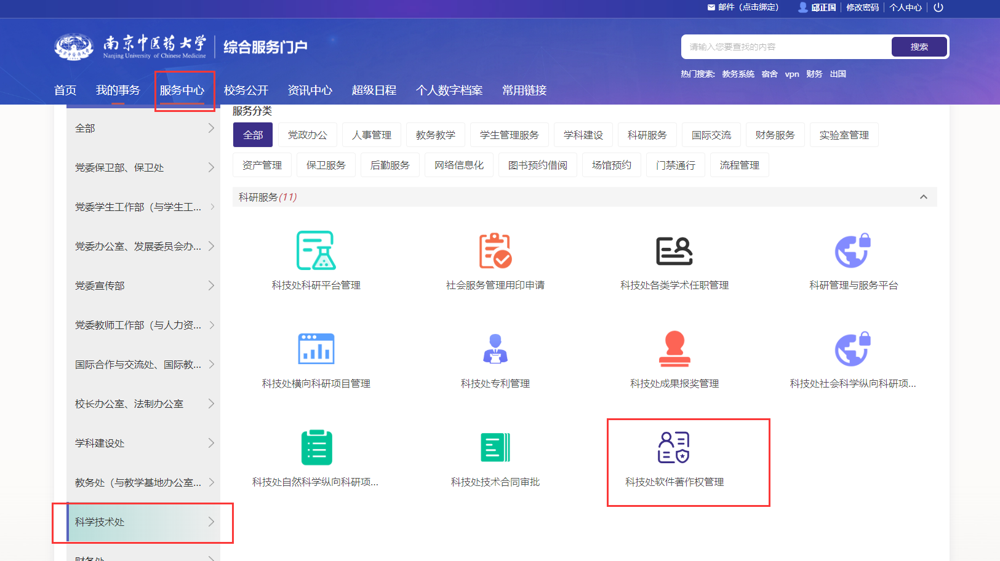 邮件（点击绑定） 邱正国 修改密码 个人中心
南京中医药大学 综合服务门户
Nanjing University of Chinese Medicine
请输入您要查找的内容 搜索
热门搜索: 教务系统 宿舍 vpn 财务 出国
首页 我的事务 服务中心 校务公开 资讯中心 超级日程 个人数字档案 常用链接
全部
党委保卫部、保卫处
党委学生工作部（与学生工...
党委办公室、发展委员会办...
党委宣传部
党委教师工作部（与人力资...
国际合作与交流处、国际教...
校长办公室、法制办公室
学科建设处
教务处（与教学基地办公室...
科学技术处
财务处
服务分类
全部 党政办公 人事管理 教务教学 学生管理服务 学科建设 科研服务 国际交流 财务服务 实验室管理
资产管理 保卫服务 后勤服务 网络信息化 图书预约借阅 场馆预约 门禁通行 流程管理
科研服务(11)
科技处科研平台管理 社会服务管理用印申请 科技处各类学术任职管理 科研管理与服务平台
科技处横向科研项目管理 科技处专利管理 科技处成果报奖管理 科技处社会科学纵向科研项...
科技处自然科学纵向科研项... 科技处技术合同审批 科技处软件著作权管理